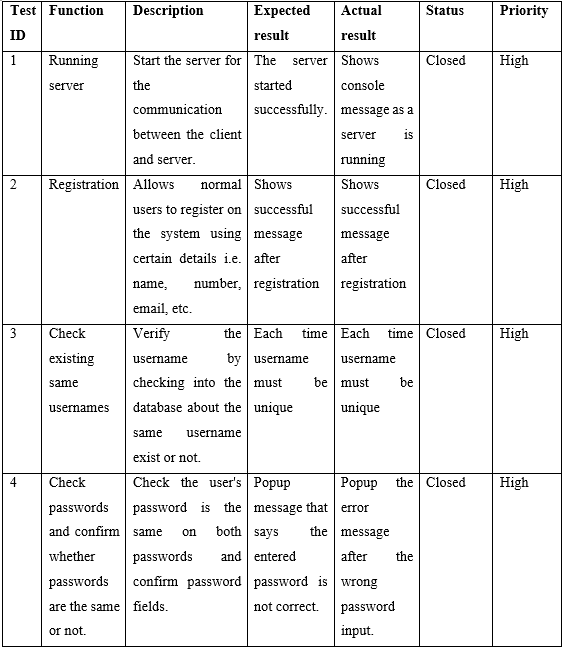 Test ID Function Description Expected result Actual result Status Priority
1 Running server Start the server for the communication between the client and server. The server started successfully. Shows console message as a server is running Closed High
2 Registration Allows normal users to register on the system using certain details i.e. name, number, email, etc. Shows successful message after registration Shows successful message after registration Closed High
3 Check existing same usernames Verify the username by checking into the database about the same username exist or not. Each time username must be unique Each time username must be unique Closed High
4 Check passwords and confirm whether passwords are the same or not. Check the user's password is the same on both passwords and confirm password fields. Popup message that says the entered password is not correct. Popup the error message after the wrong password input. Closed High